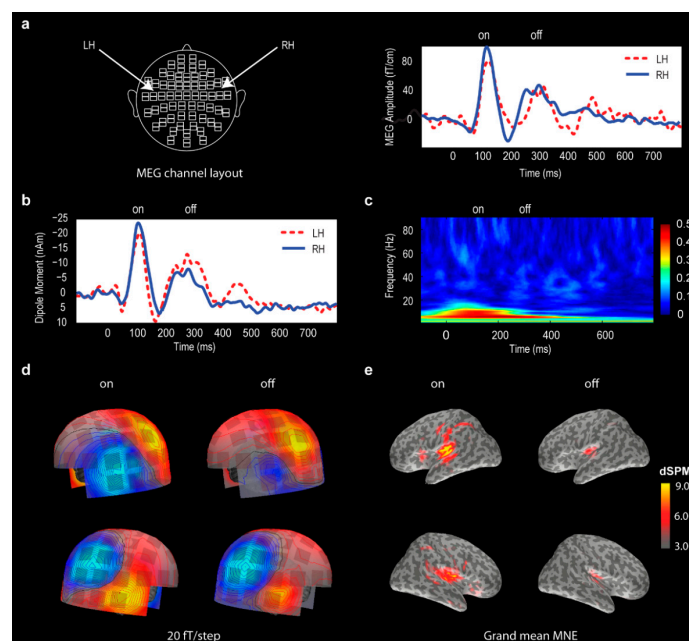 a
LH
RH
MEG channel layout
on
off
MEG Amplitude (fT/cm)
80
40
0
LH
RH
0 100 200 300 400 500 600 700
Time (ms)
b
on
off
Dipole Moment (nAm)
-25
-20
-15
-10
-5
0
5
10
LH
RH
0 100 200 300 400 500 600 700
Time (ms)
c
on
off
Frequency (Hz)
80
60
40
20
0 200 400 600
Time (ms)
0.5
0.4
0.3
0.2
0.1
0
d
on
off
20 fT/step
e
on
off
dSPM
9.0
6.0
3.0
Grand mean MNE